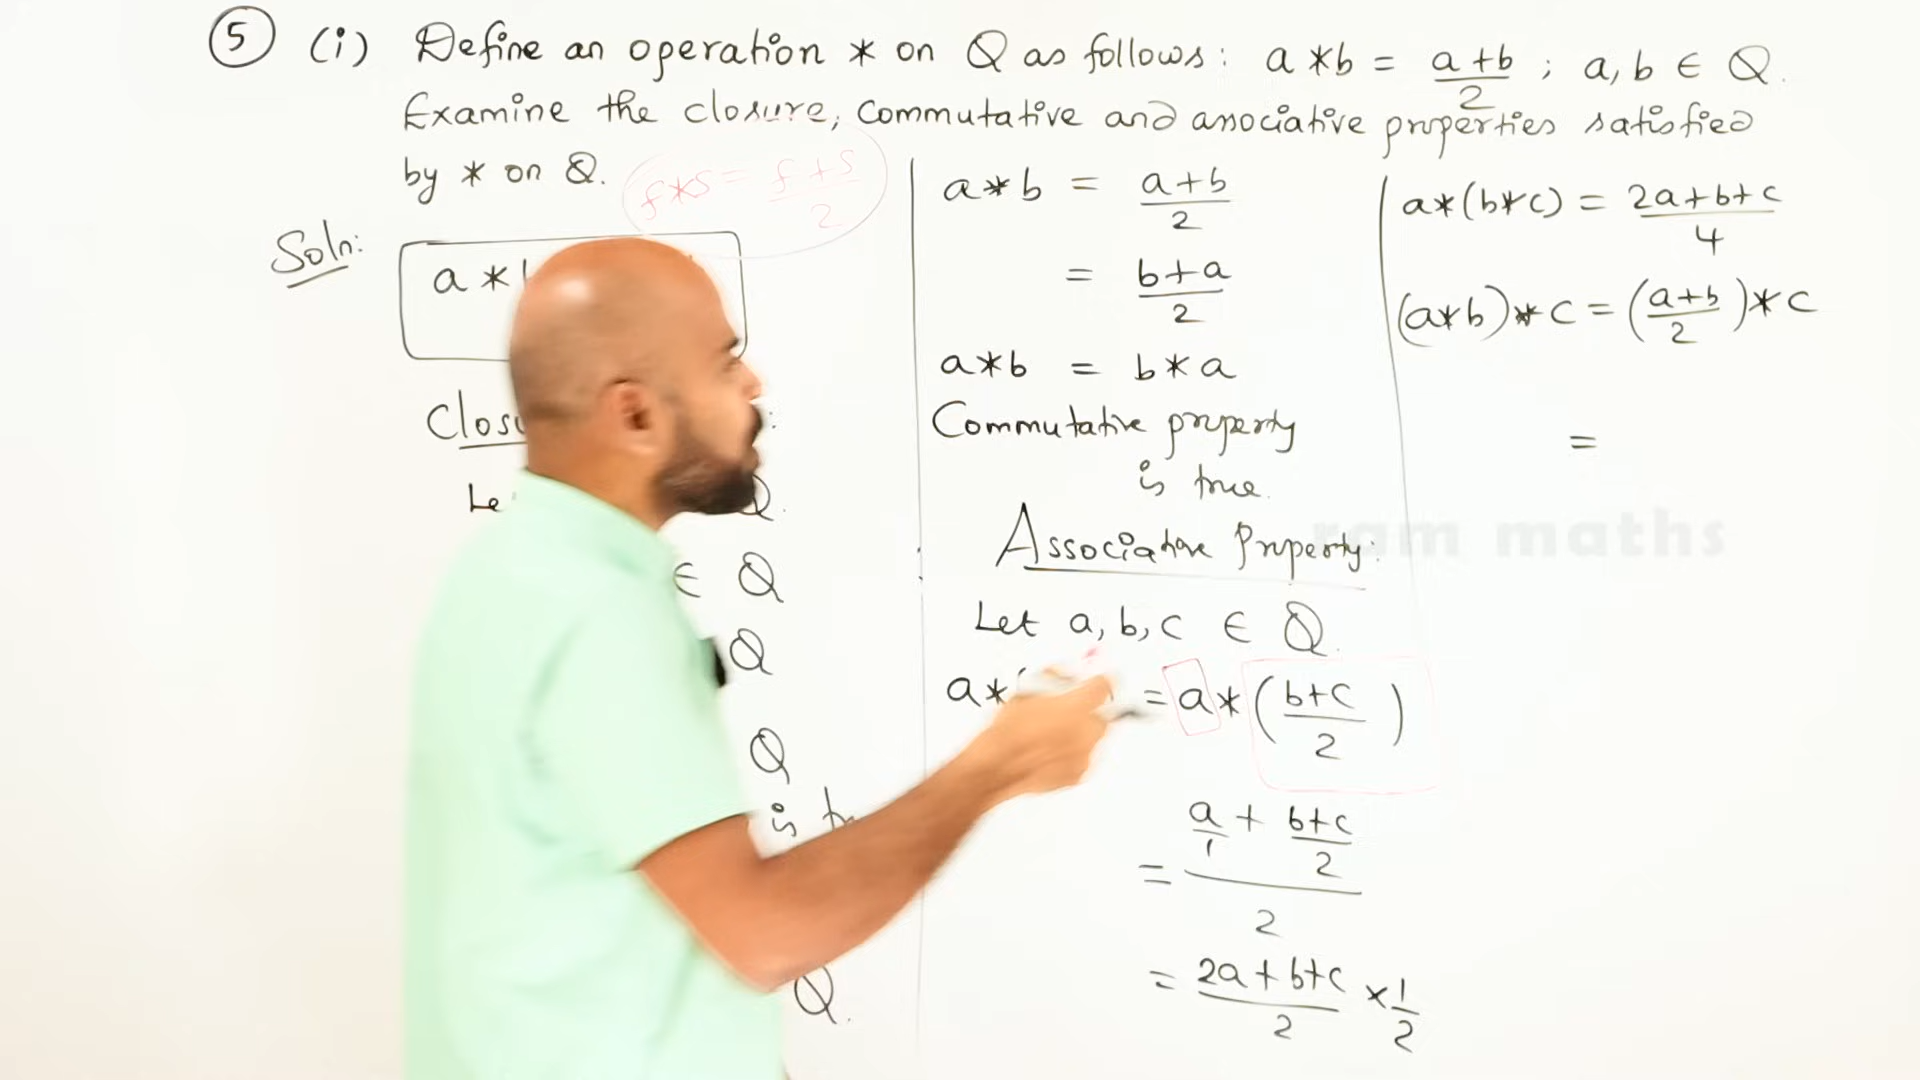 5 (i) Define an operation * on Q as follows: a*b = a+b/2 ; a, b ∈ Q.
Examine the closure, commutative and associative properties satisfied
by * on Q.
f*s = f+s/2
Soln:
a *
Let
∈ Q
Q
Q
is
Q.
a*b = a+b/2
= b+a/2
a*b = b*a
Commutative property
is true.
Associative Property:
Let a, b, c ∈ Q.
a* = a*(b+c/2)
= a/1 + b+c/2 / 2
= 2a+b+c/2 × 1/2
a*(b*c) = 2a+b+c/4
(a*b)*c = (a+b/2)*c
=
ram maths